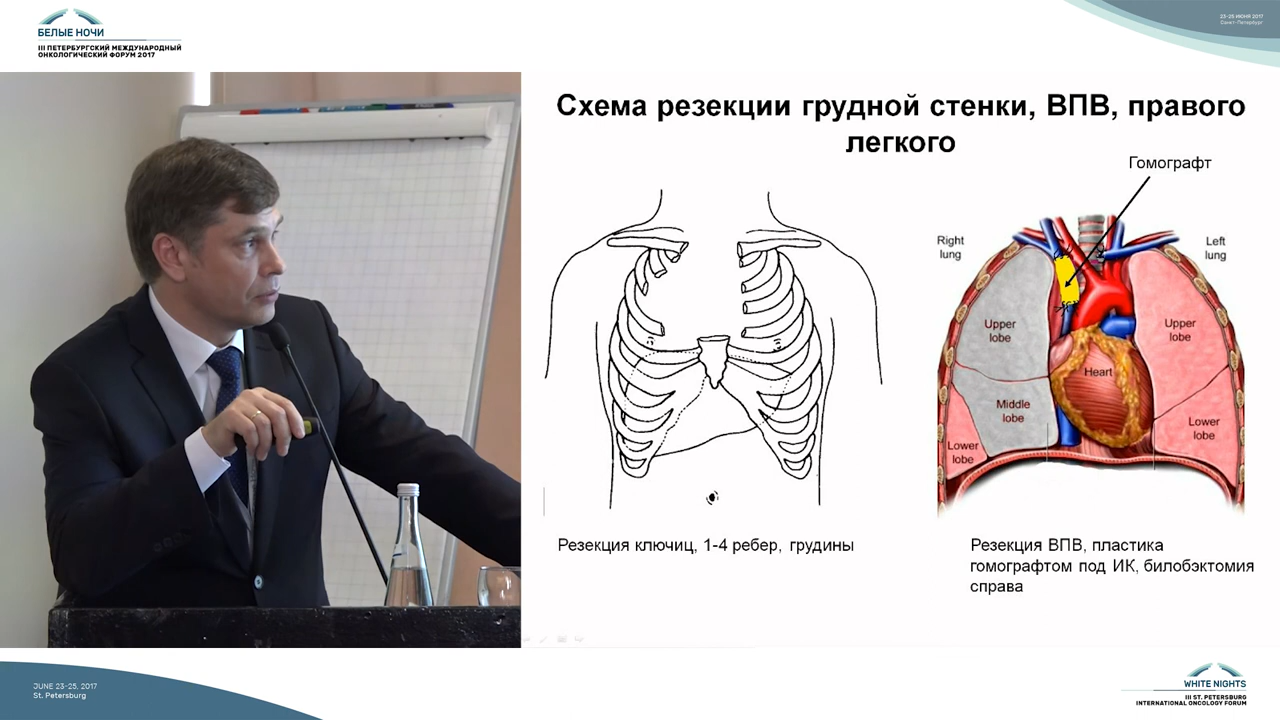 БЕЛЫЕ НОЧИ
III ПЕТЕРБУРГСКИЙ МЕЖДУНАРОДНЫЙ
ОНКОЛОГИЧЕСКИЙ ФОРУМ 2017
23-25 ИЮНЯ 2017
Санкт-Петербург
Схема резекции грудной стенки, ВПВ, правого
легкого
Гомографт
Right
lung
Left
lung
Upper
lobe
Upper
lobe
Heart
Middle
lobe
Lower
lobe
Lower
lobe
Резекция ключиц, 1-4 ребер, грудины
Резекция ВПВ, пластика
гомографтом под ИК, билобэктомия
справа
JUNE 23-25, 2017
St. Petersburg
WHITE NIGHTS
III ST. PETERSBURG
INTERNATIONAL ONCOLOGY FORUM